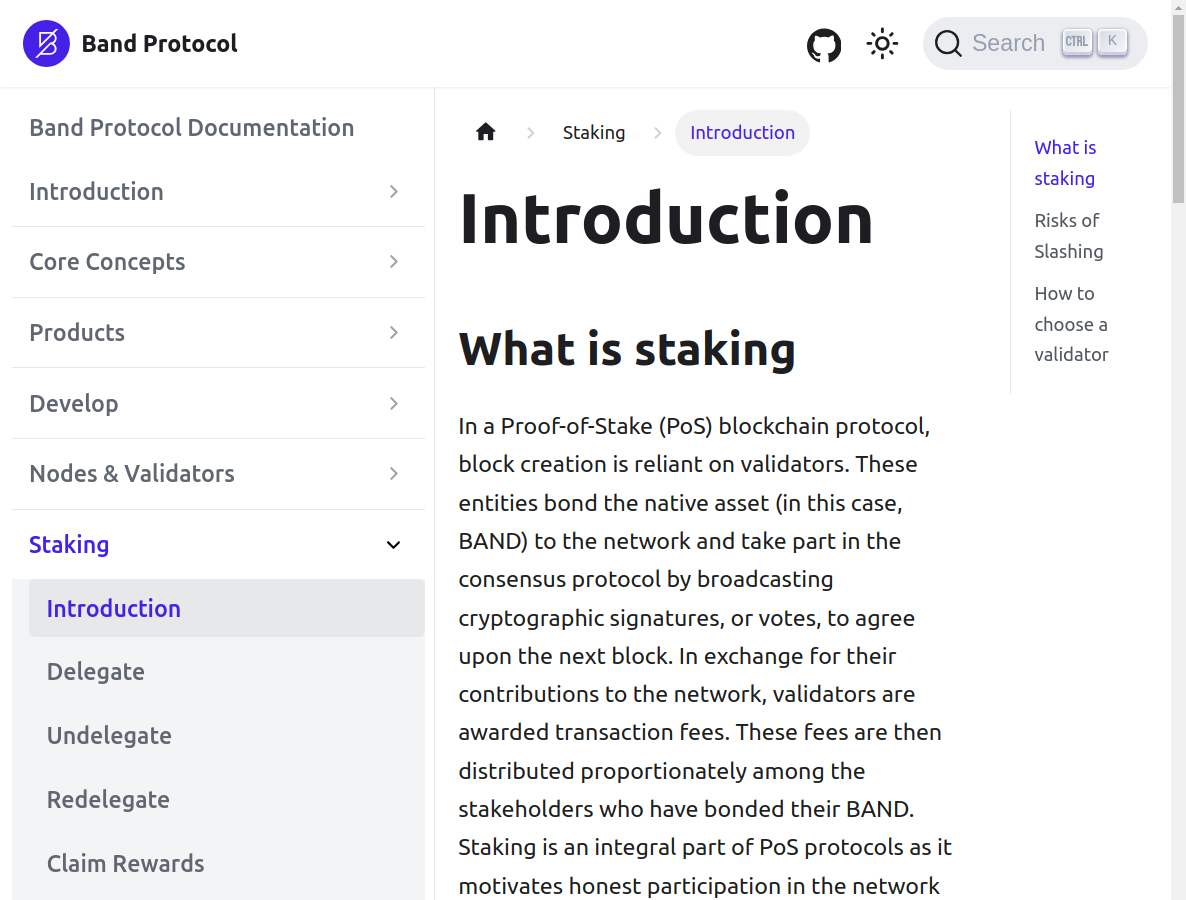 Band Protocol
Search CTRL K
Band Protocol Documentation
Introduction
Core Concepts
Products
Develop
Nodes & Validators
Staking
Introduction
Delegate
Undelegate
Redelegate
Claim Rewards
Staking Introduction
Introduction
What is staking
In a Proof-of-Stake (PoS) blockchain protocol,
block creation is reliant on validators. These
entities bond the native asset (in this case,
BAND) to the network and take part in the
consensus protocol by broadcasting
cryptographic signatures, or votes, to agree
upon the next block. In exchange for their
contributions to the network, validators are
awarded transaction fees. These fees are then
distributed proportionately among the
stakeholders who have bonded their BAND.
Staking is an integral part of PoS protocols as it
motivates honest participation in the network
What is
staking
Risks of
Slashing
How to
choose a
validator